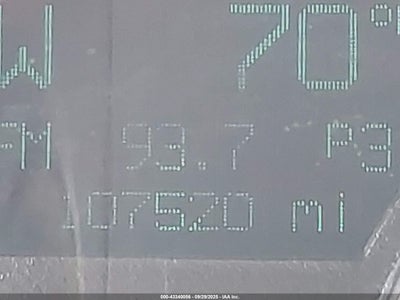 W 70°
FM 93.7 P3
107520 mi
000-43340056 - 09/29/2025 - IAA Inc.